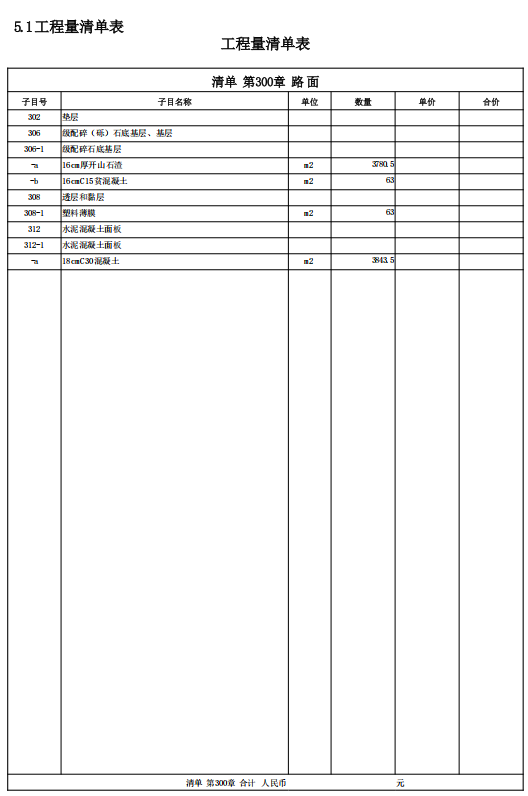 5.1工程量清单表
工程量清单表
清单 第300章 路 面
子目号 子目名称 单位 数量 单价 合价
302 垫层
306 级配碎（砾）石底基层、基层
306-1 级配碎石底基层
-a 16cm厚开山石渣 m2 3780.5
-b 16cmC15贫混凝土 m2 63
308 透层和黏层
308-1 塑料薄膜 m2 63
312 水泥混凝土面板
312-1 水泥混凝土面板
-a 18cmC30混凝土 m2 3843.5
清单 第300章 合计 人民币 元